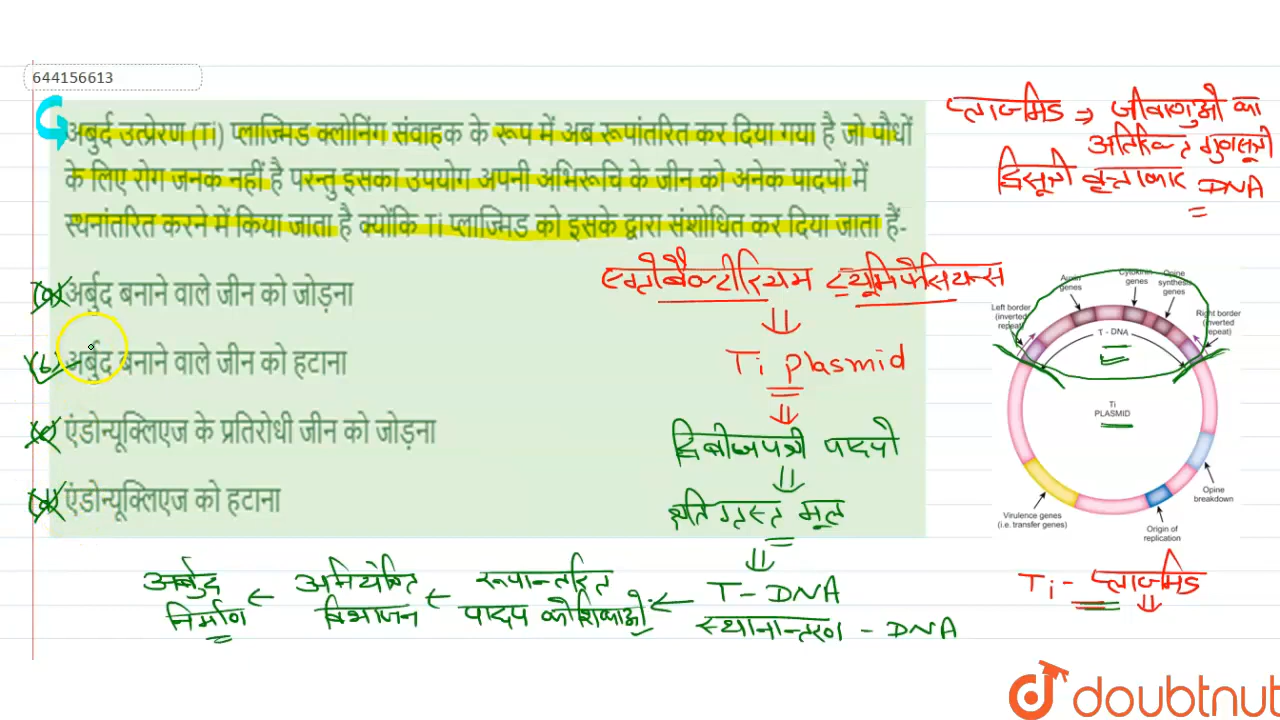 644156613
अबुर्द उत्प्रेरण (Ti) प्लाज्मिड क्लोनिंग संवाहक के रूप में अब रूपांतरित कर दिया गया है जो पौधों
के लिए रोग जनक नहीं है परन्तु इसका उपयोग अपनी अभिरूचि के जीन को अनेक पादपों में
स्थनांतरित करने में किया जाता है क्योंकि Ti प्लाज्मिड को इसके द्वारा संशोधित कर दिया जाता हैं-
(a) अर्बुद बनाने वाले जीन को जोड़ना
(b) अर्बुद बनाने वाले जीन को हटाना
(c) एंडोन्यूक्लिएज के प्रतिरोधी जीन को जोड़ना
(d) एंडोन्यूक्लिएज को हटाना
प्लाज्मिड ⇒ जीवाणुओ का
अतिरिक्त गुणसूत्री
द्विसूत्री वृत्ताकार DNA
एग्रोबैक्टीरियम ट्यूमिफेसियन्स
⇓
Ti plasmid
⇓
द्विबीजपत्री पादपो
⇓
क्षतिग्रस्त मूल
⇓
T - DNA
स्थानान्तरण - DNA
←
रूपान्तरित
पादप कोशिकाओ
←
अनियंत्रित
विभाजन
←
अर्बुद
निर्माण
Auxin
genes
Cytokinin
genes
Opine
synthesis
genes
Left border
(inverted
repeat)
Right border
(inverted
repeat)
T - DNA
Ti
PLASMID
Opine
breakdown
Virulence genes
(i.e. transfer genes)
Origin of
replication
Ti - प्लाज्मिड
⇓
doubtnut